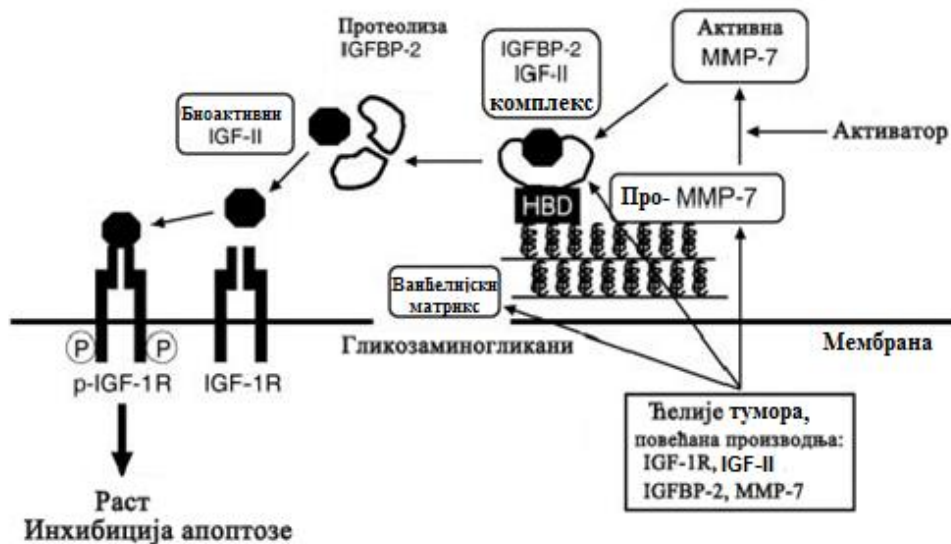 Протеолиза
IGFBP-2
IGFBP-2
IGF-II
комплекс
Активна
MMP-7
Биоактивни
IGF-II
Активатор
HBD
Про- MMP-7
Ванћелијски
матрикс
Гликозаминогликани
Мембрана
P
P
p-IGF-1R
IGF-1R
Ћелије тумора,
повећана производња:
IGF-1R, IGF-II
IGFBP-2, MMP-7
Раст
Инхибиција апоптозе